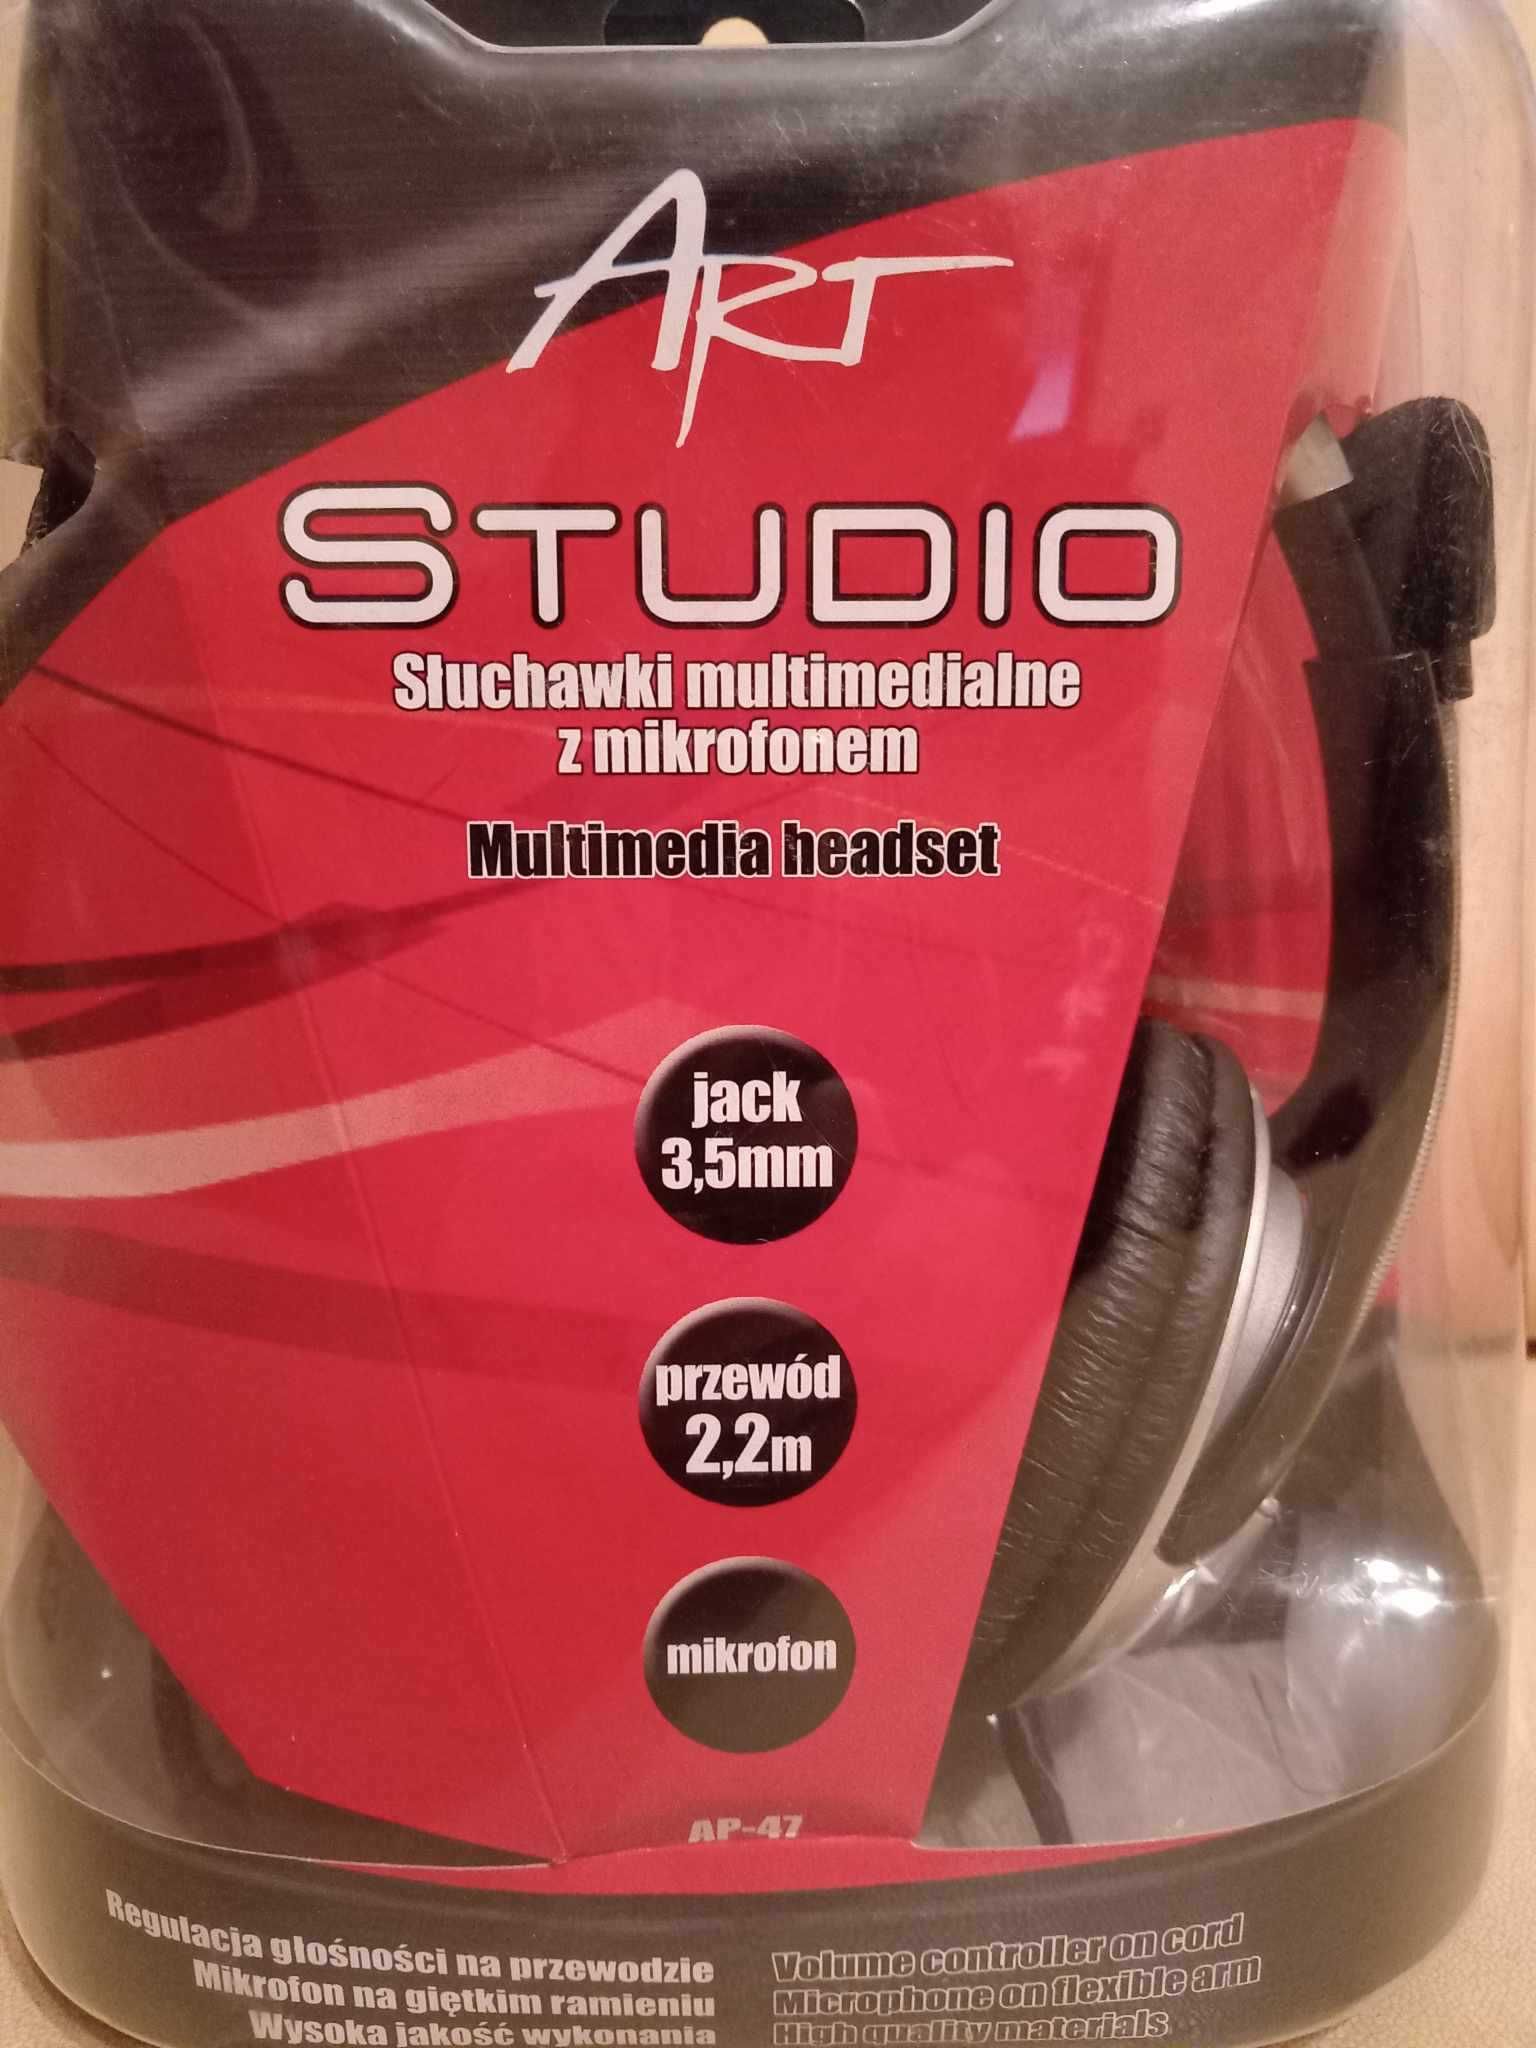 ART
STUDIO
Słuchawki multimedialne
z mikrofonem
Multimedia headset
jack
3,5mm
przewód
2,2m
mikrofon
AP-47
Regulacja głośności na przewodzie
Mikrofon na giętkim ramieniu
Wysoka jakość wykonania
Volume controller on cord
Microphone on flexible arm
High quality materials